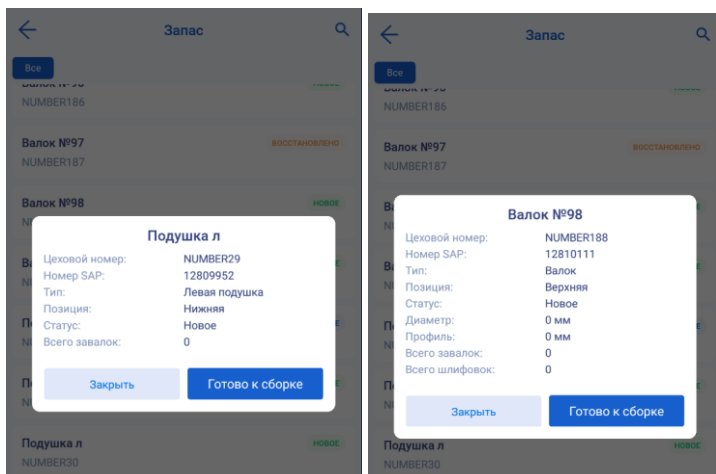 Запас
Все
NUMBER186
Валок №97
ВОССТАНОВЛЕНО
NUMBER187
Валок №98
НОВОЕ
Подушка л
Цеховой номер: NUMBER29
Номер SAP: 12809952
Тип: Левая подушка
Позиция: Нижняя
Статус: Новое
Всего завалок: 0
Закрыть
Готово к сборке
Подушка л
НОВОЕ
NUMBER30
Запас
Все
NUMBER186
Валок №97
ВОССТАНОВЛЕНО
NUMBER187
Валок №98
Цеховой номер: NUMBER188
Номер SAP: 12810111
Тип: Валок
Позиция: Верхняя
Статус: Новое
Диаметр: 0 мм
Профиль: 0 мм
Всего завалок: 0
Всего шлифовок: 0
Закрыть
Готово к сборке
Подушка л
НОВОЕ
NUMBER30